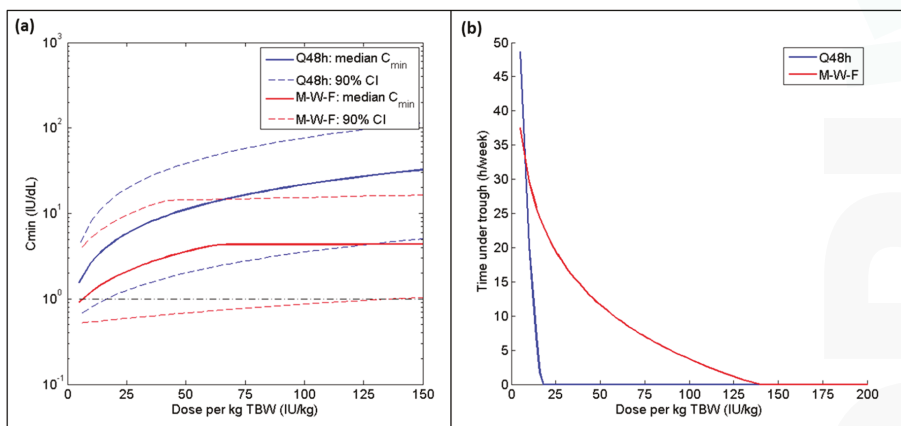 (a)
10³
10²
10¹
10⁰
10⁻¹
Cmin (IU/dL)
Q48h: median Cmin
Q48h: 90% CI
M-W-F: median Cmin
M-W-F: 90% CI
0 25 50 75 100 125 150
Dose per kg TBW (IU/kg)
(b)
50
45
40
35
30
25
20
15
10
5
0
Time under trough (h/week)
Q48h
M-W-F
0 25 50 75 100 125 150 175 200
Dose per kg TBW (IU/kg)